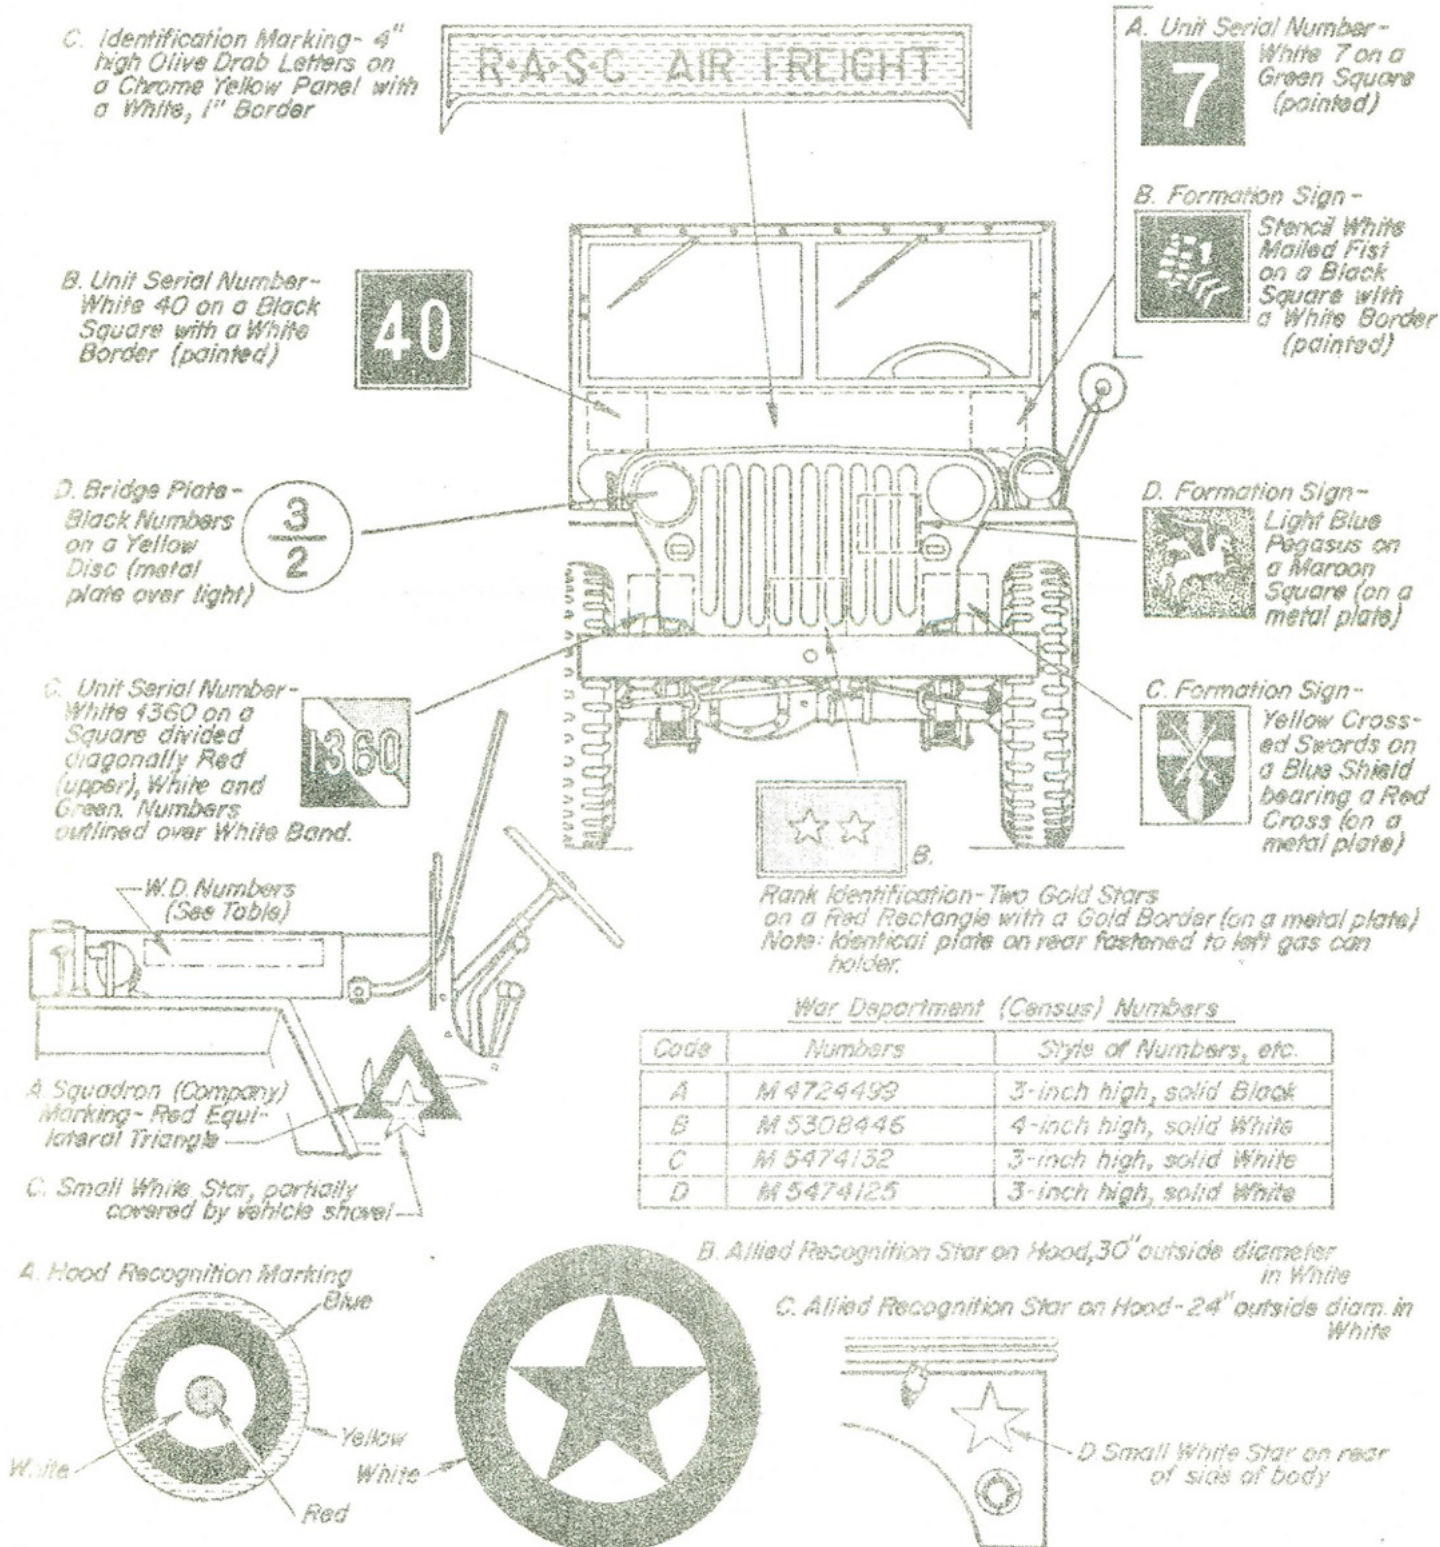 C. Identification Marking- 4"
high Olive Drab Letters on
a Chrome Yellow Panel with
a White, 1" Border
R·A·S·C AIR FREIGHT
A. Unit Serial Number-
White 7 on a
Green Square
(painted)
7
B. Formation Sign-
Stencil White
Mailed Fist
on a Black
Square with
a White Border
(painted)
B. Unit Serial Number-
White 40 on a Black
Square with a White
Border (painted)
40
D. Bridge Plate-
Black Numbers
on a Yellow
Disc (metal
plate over light)
3
2
D. Formation Sign-
Light Blue
Pegasus on
a Maroon
Square (on a
metal plate)
C. Unit Serial Number-
White 1360 on a
Square divided
diagonally Red
(upper), White and
Green. Numbers
outlined over White Band.
1360
C. Formation Sign-
Yellow Cross-
ed Swords on
a Blue Shield
bearing a Red
Cross (on a
metal plate)
B.
Rank Identification-Two Gold Stars
on a Red Rectangle with a Gold Border (on a metal plate)
Note: Identical plate on rear fastened to left gas can
holder.
W.D. Numbers
(See Table)
A. Squadron (Company)
Marking- Red Equi-
lateral Triangle
C. Small White Star, partially
covered by vehicle shovel
War Department (Census) Numbers
Code Numbers Style of Numbers, etc.
A M 4724499 3-inch high, solid Black
B M 5308446 4-inch high, solid White
C M 5474132 3-inch high, solid White
D M 5474125 3-inch high, solid White
A. Hood Recognition Marking
Blue
White
Yellow
Red
B. Allied Recognition Star on Hood, 30" outside diameter
in White
C. Allied Recognition Star on Hood-24" outside diam. in
White
White
D. Small White Star on rear
of side of body